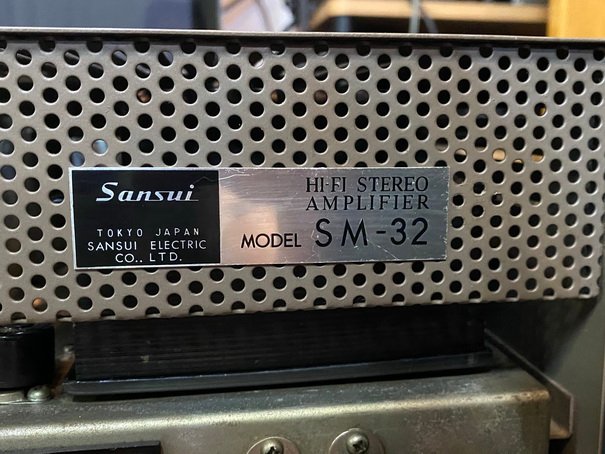 Sansui
TOKYO JAPAN
SANSUI ELECTRIC
CO., LTD.
HI-FI STEREO
AMPLIFIER
MODEL SM-32